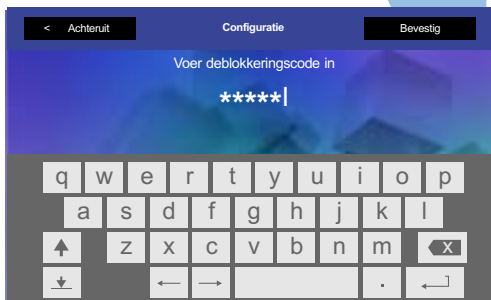 < Achteruit Configuratie Bevestig
Voer deblokkeringscode in
*****
q w e r t y u i o p
a s d f g h j k l
z x c v b n m x
.